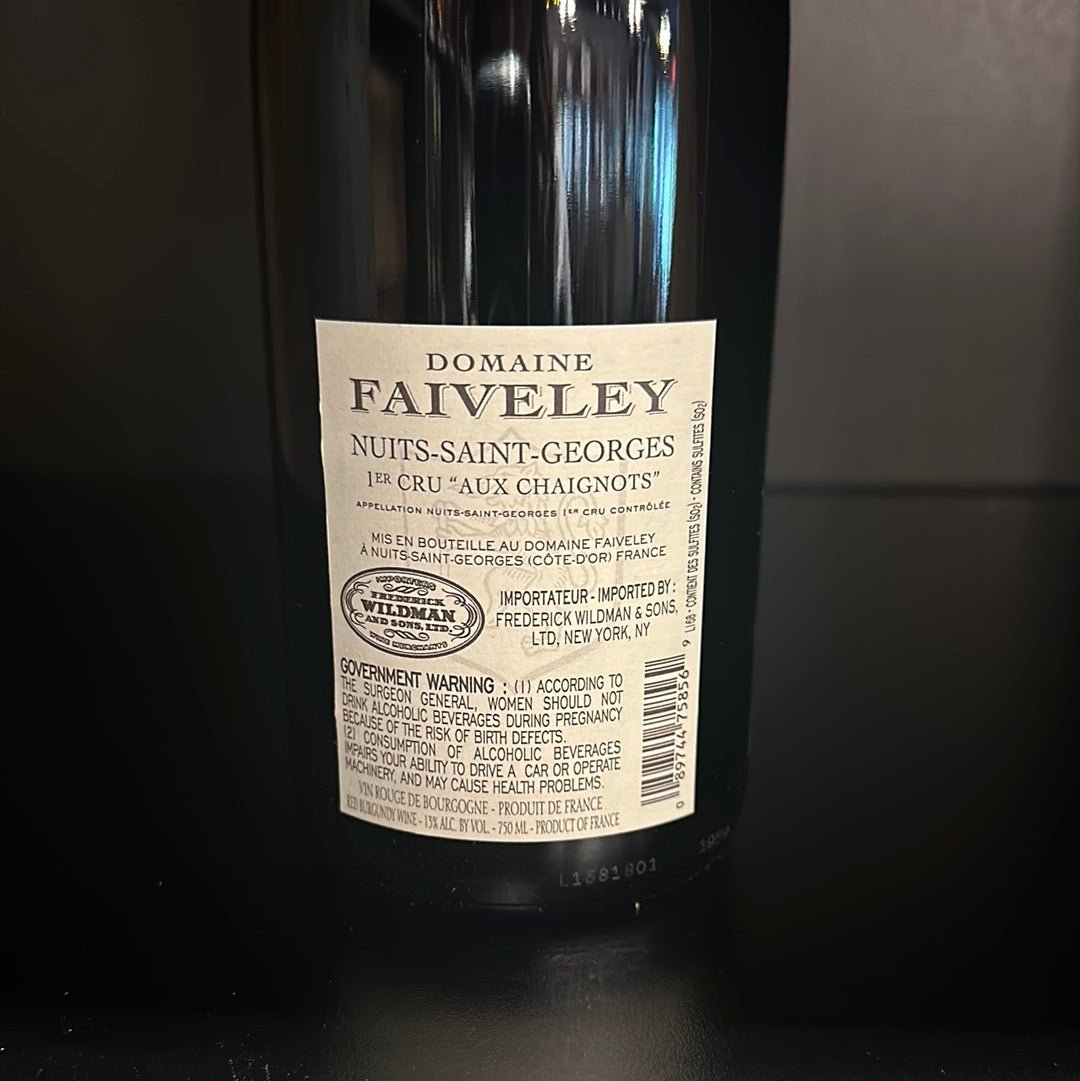 DOMAINE
FAIVELEY
NUITS-SAINT-GEORGES
1ER CRU "AUX CHAIGNOTS"
APPELLATION NUITS-SAINT-GEORGES 1ER CRU CONTRÔLÉE
MIS EN BOUTEILLE AU DOMAINE FAIVELEY
À NUITS-SAINT-GEORGES (CÔTE-D'OR) FRANCE
IMPORTERS
FREDERICK
WILDMAN
AND SONS, LTD.
WINE MERCHANTS
IMPORTATEUR - IMPORTED BY :
FREDERICK WILDMAN & SONS,
LTD, NEW YORK, NY
GOVERNMENT WARNING : (1) ACCORDING TO
THE SURGEON GENERAL, WOMEN SHOULD NOT
DRINK ALCOHOLIC BEVERAGES DURING PREGNANCY
BECAUSE OF THE RISK OF BIRTH DEFECTS.
(2) CONSUMPTION OF ALCOHOLIC BEVERAGES
IMPAIRS YOUR ABILITY TO DRIVE A CAR OR OPERATE
MACHINERY, AND MAY CAUSE HEALTH PROBLEMS.
VIN ROUGE DE BOURGOGNE - PRODUIT DE FRANCE
RED BURGUNDY WINE - 13% ALC. BY VOL. - 750 ML - PRODUCT OF FRANCE
0 89744 75856 9
L168 - CONTIENT DES SULFITES (SO2) - CONTAINS SULFITES (SO2)
L1681801